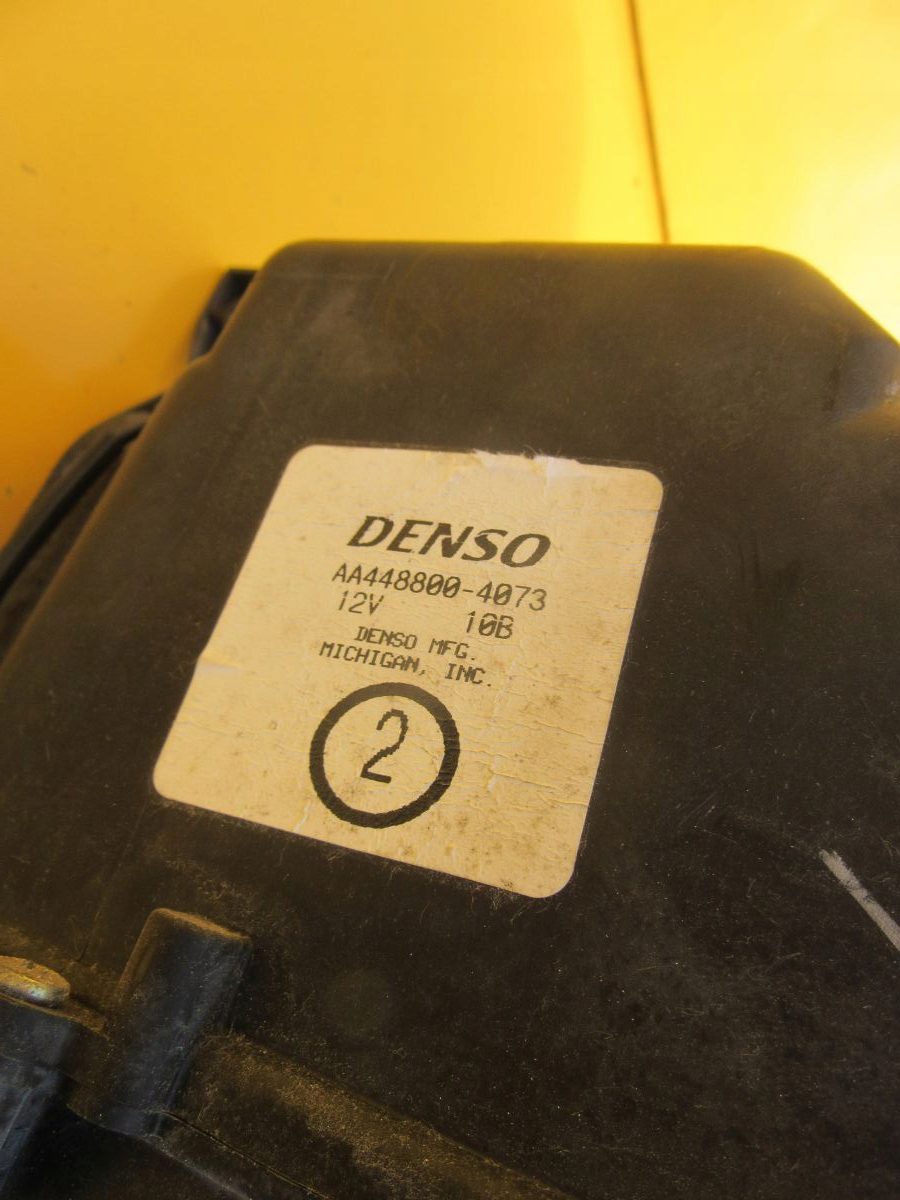 DENSO
AA448800-4073
12V 10B
DENSO MFG.
MICHIGAN, INC.
2